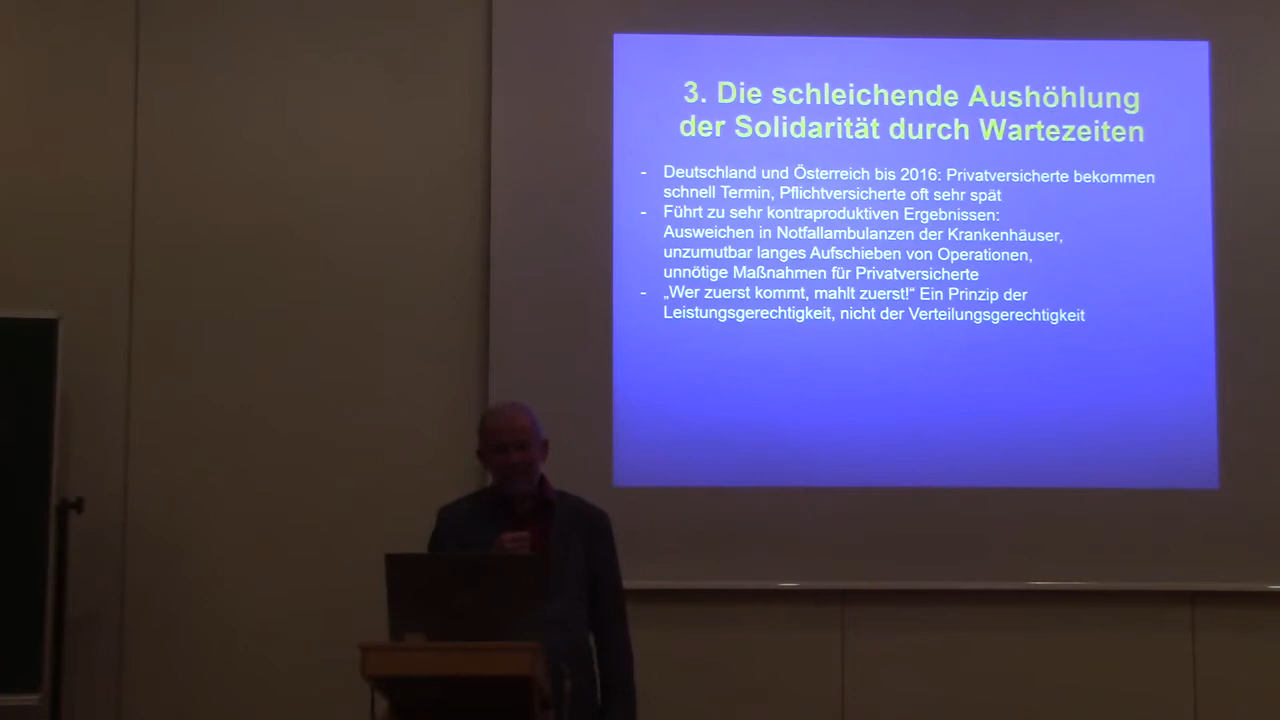 3. Die schleichende Aushöhlung
der Solidarität durch Wartezeiten
- Deutschland und Österreich bis 2016: Privatversicherte bekommen
schnell Termin, Pflichtversicherte oft sehr spät
- Führt zu sehr kontraproduktiven Ergebnissen:
Ausweichen in Notfallambulanzen der Krankenhäuser,
unzumutbar langes Aufschieben von Operationen,
unnötige Maßnahmen für Privatversicherte
- „Wer zuerst kommt, mahlt zuerst!“ Ein Prinzip der
Leistungsgerechtigkeit, nicht der Verteilungsgerechtigkeit